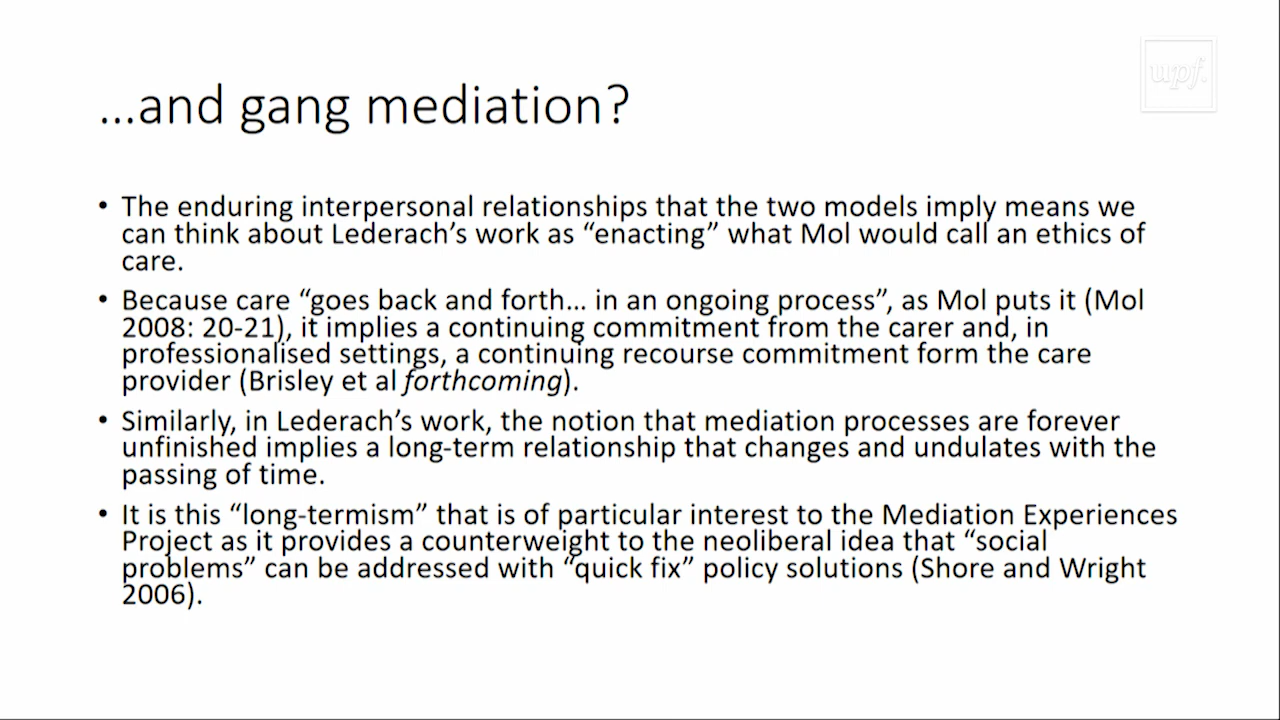 upf.
…and gang mediation?
• The enduring interpersonal relationships that the two models imply means we
can think about Lederach’s work as “enacting” what Mol would call an ethics of
care.
• Because care “goes back and forth… in an ongoing process”, as Mol puts it (Mol
2008: 20-21), it implies a continuing commitment from the carer and, in
professionalised settings, a continuing recourse commitment form the care
provider (Brisley et al forthcoming).
• Similarly, in Lederach’s work, the notion that mediation processes are forever
unfinished implies a long-term relationship that changes and undulates with the
passing of time.
• It is this “long-termism” that is of particular interest to the Mediation Experiences
Project as it provides a counterweight to the neoliberal idea that “social
problems” can be addressed with “quick fix” policy solutions (Shore and Wright
2006).